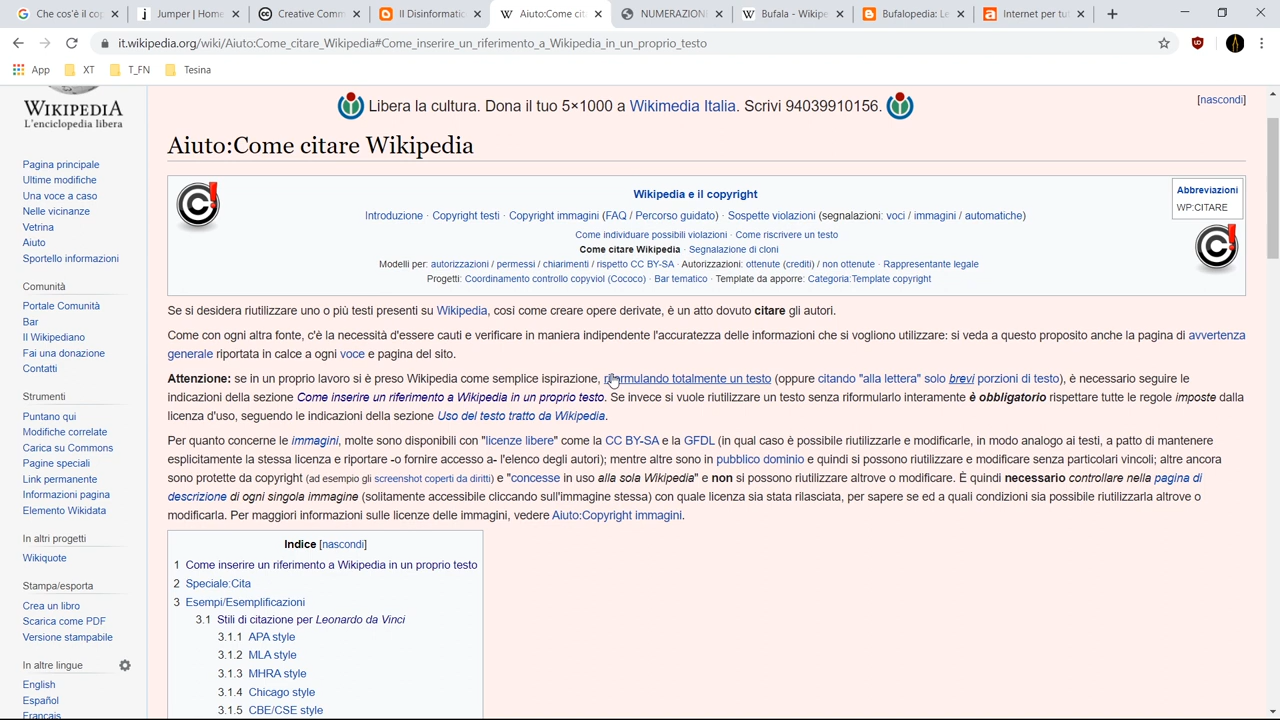 Che cos'è il cop
Jumper | Home
Creative Comm
Il Disinformatic
Aiuto:Come cit
NUMERAZIONI
Bufala - Wikipe
Bufalopedia: Le
Internet per tut
it.wikipedia.org/wiki/Aiuto:Come_citare_Wikipedia#Come_inserire_un_riferimento_a_Wikipedia_in_un_proprio_testo
App XT T_FN Tesina
WIKIPEDIA
L'enciclopedia libera
Pagina principale
Ultime modifiche
Una voce a caso
Nelle vicinanze
Vetrina
Aiuto
Sportello informazioni
Comunità
Portale Comunità
Bar
Il Wikipediano
Fai una donazione
Contatti
Strumenti
Puntano qui
Modifiche correlate
Carica su Commons
Pagine speciali
Link permanente
Informazioni pagina
Elemento Wikidata
In altri progetti
Wikiquote
Stampa/esporta
Crea un libro
Scarica come PDF
Versione stampabile
In altre lingue
English
Español
Français
Libera la cultura. Dona il tuo 5×1000 a Wikimedia Italia. Scrivi 94039910156.
[nascondi]
Aiuto:Come citare Wikipedia
Wikipedia e il copyright
Introduzione · Copyright testi · Copyright immagini (FAQ / Percorso guidato) · Sospette violazioni (segnalazioni: voci / immagini / automatiche)
Come individuare possibili violazioni · Come riscrivere un testo
Come citare Wikipedia · Segnalazione di cloni
Modelli per: autorizzazioni / permessi / chiarimenti / rispetto CC BY-SA · Autorizzazioni: ottenute (crediti) / non ottenute · Rappresentante legale
Progetti: Coordinamento controllo copyviol (Cococo) · Bar tematico · Template da apporre: Categoria:Template copyright
Abbreviazioni
WP:CITARE
Se si desidera riutilizzare uno o più testi presenti su Wikipedia, così come creare opere derivate, è un atto dovuto citare gli autori.
Come con ogni altra fonte, c'è la necessità d'essere cauti e verificare in maniera indipendente l'accuratezza delle informazioni che si vogliono utilizzare: si veda a questo proposito anche la pagina di avvertenza
generale riportata in calce a ogni voce e pagina del sito.
Attenzione: se in un proprio lavoro si è preso Wikipedia come semplice ispirazione, riformulando totalmente un testo (oppure citando "alla lettera" solo brevi porzioni di testo), è necessario seguire le
indicazioni della sezione Come inserire un riferimento a Wikipedia in un proprio testo. Se invece si vuole riutilizzare un testo senza riformularlo interamente è obbligatorio rispettare tutte le regole imposte dalla
licenza d'uso, seguendo le indicazioni della sezione Uso del testo tratto da Wikipedia.
Per quanto concerne le immagini, molte sono disponibili con "licenze libere" come la CC BY-SA e la GFDL (in qual caso è possibile riutilizzarle e modificarle, in modo analogo ai testi, a patto di mantenere
esplicitamente la stessa licenza e riportare -o fornire accesso a- l'elenco degli autori); mentre altre sono in pubblico dominio e quindi si possono riutilizzare e modificare senza particolari vincoli; altre ancora
sono protette da copyright (ad esempio gli screenshot coperti da diritti) e "concesse in uso alla sola Wikipedia" e non si possono riutilizzare altrove o modificare. È quindi necessario controllare nella pagina di
descrizione di ogni singola immagine (solitamente accessibile cliccando sull'immagine stessa) con quale licenza sia stata rilasciata, per sapere se ed a quali condizioni sia possibile riutilizzarla altrove o
modificarla. Per maggiori informazioni sulle licenze delle immagini, vedere Aiuto:Copyright immagini.
Indice [nascondi]
1 Come inserire un riferimento a Wikipedia in un proprio testo
2 Speciale:Cita
3 Esempi/Esemplificazioni
3.1 Stili di citazione per Leonardo da Vinci
3.1.1 APA style
3.1.2 MLA style
3.1.3 MHRA style
3.1.4 Chicago style
3.1.5 CBE/CSE style